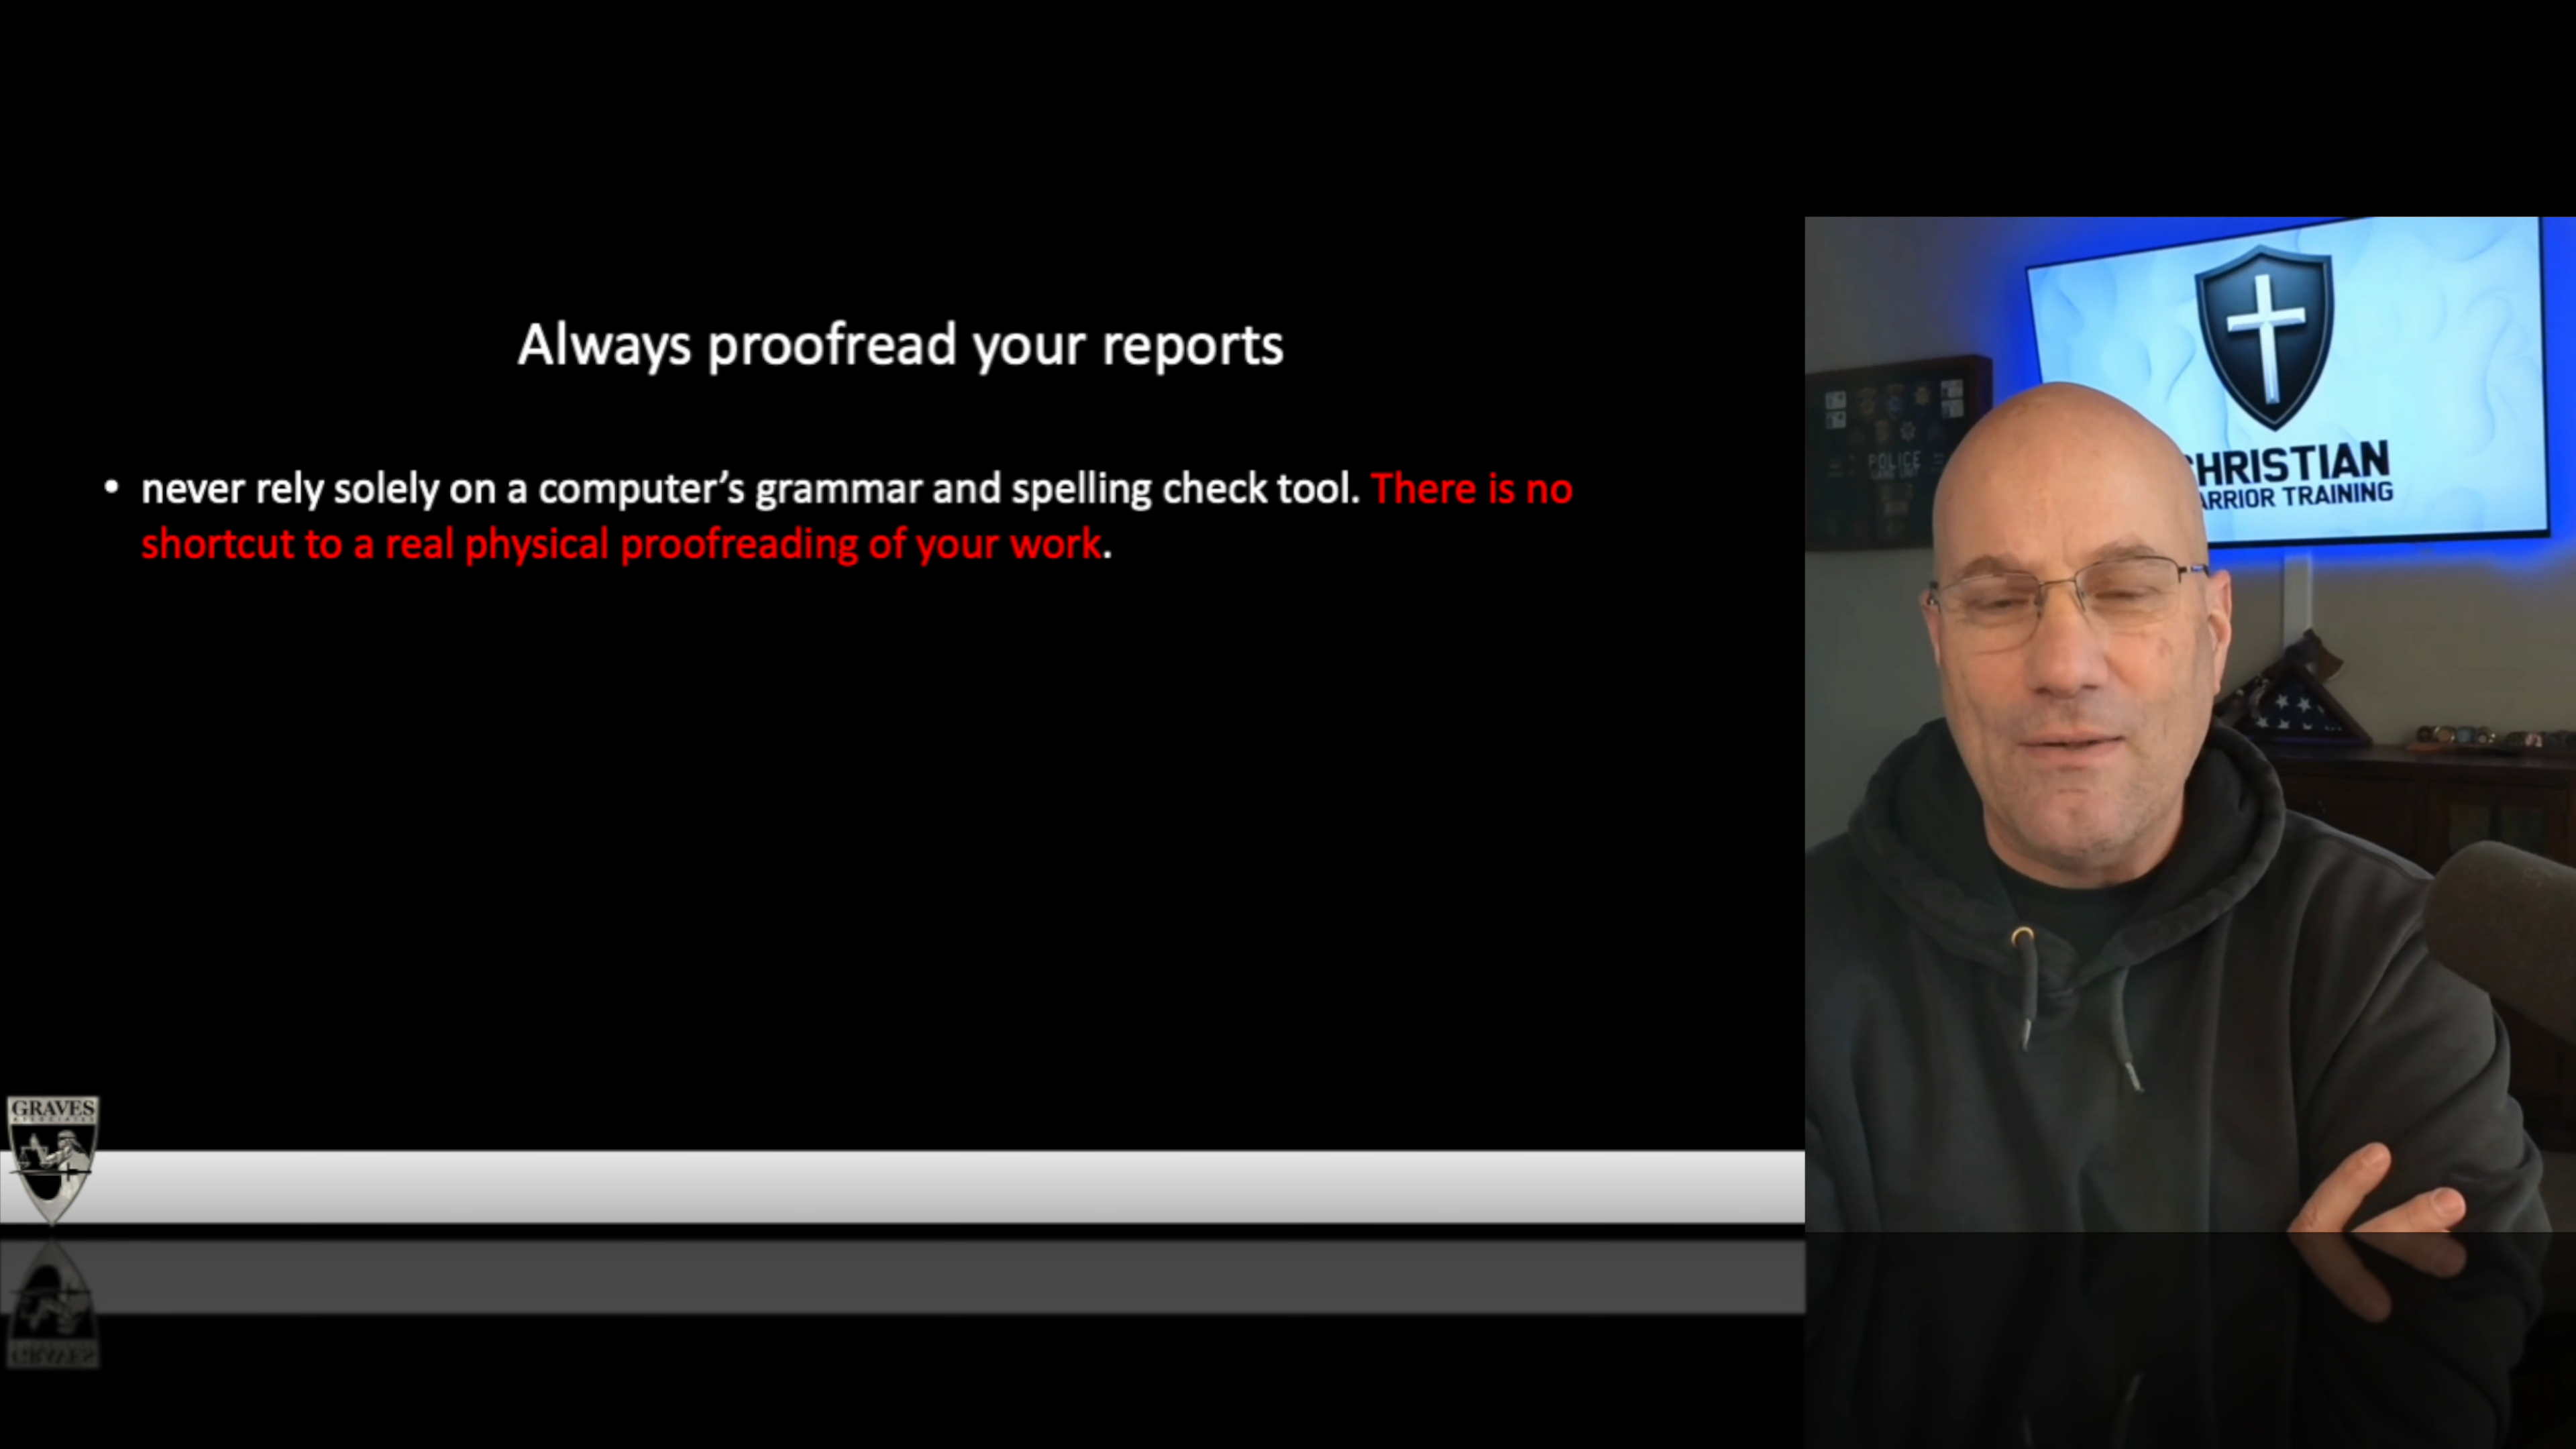 Always proofread your reports
• never rely solely on a computer’s grammar and spelling check tool. There is no
shortcut to a real physical proofreading of your work.
HRISTIAN
ARRIOR TRAINING
POLICE
GRAVES
ASSOCIATES